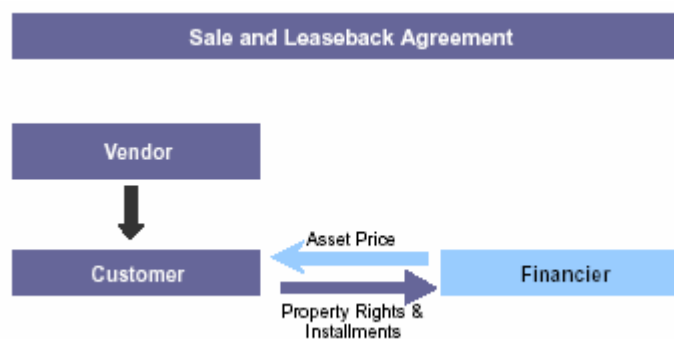 Sale and Leaseback Agreement
Vendor
Asset Price
Customer
Financier
Property Rights &
Installments